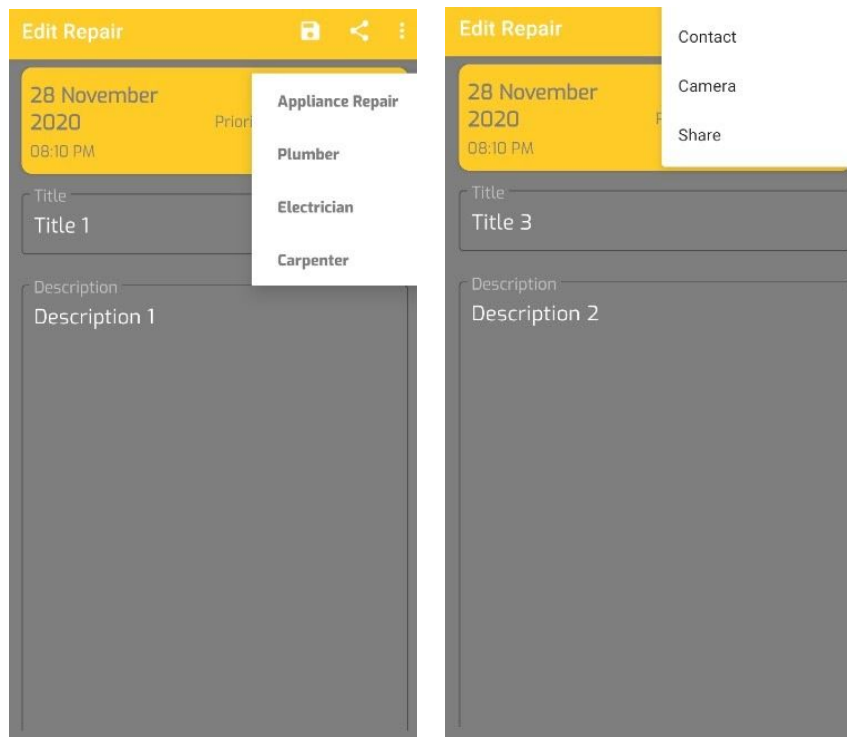 Edit Repair
28 November
2020
Priori
08:10 PM
Appliance Repair
Plumber
Electrician
Carpenter
Title
Title 1
Description
Description 1
Edit Repair
Contact
Camera
Share
28 November
2020
08:10 PM
Title
Title 3
Description
Description 2